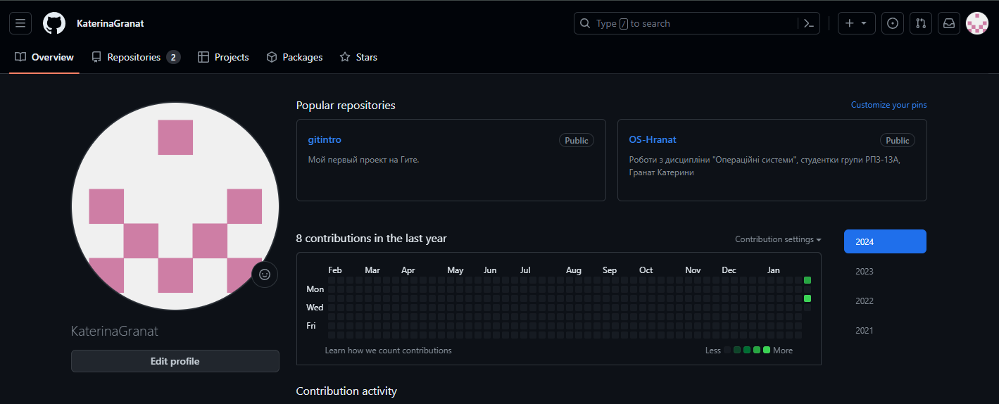 KaterinaGranat
Type / to search
Overview
Repositories 2
Projects
Packages
Stars
Popular repositories
Customize your pins
gitintro
Public
Мой первый проект на Гите.
OS-Hranat
Public
Роботи з дисципліни "Операційні системи", студентки групи РПЗ-13А,
Гранат Катерини
8 contributions in the last year
Contribution settings
2024
2023
2022
2021
Feb Mar Apr May Jun Jul Aug Sep Oct Nov Dec Jan
Mon
Wed
Fri
Learn how we count contributions
Less
More
KaterinaGranat
Edit profile
Contribution activity